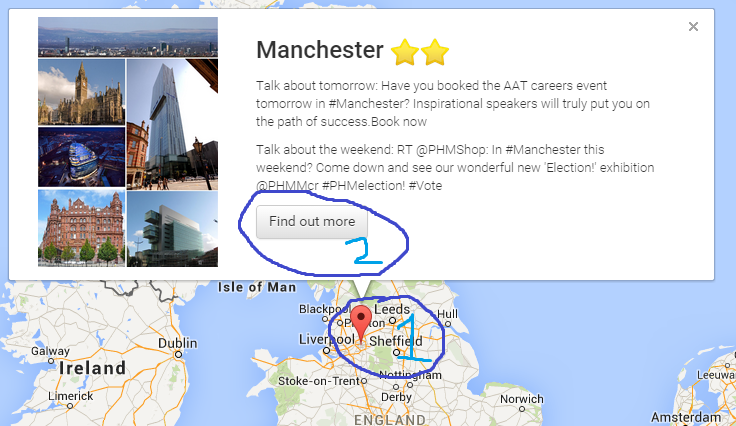 Manchester
Talk about tomorrow: Have you booked the AAT careers event
tomorrow in #Manchester? Inspirational speakers will truly put you on
the path of success.Book now
Talk about the weekend: RT @PHMShop: In #Manchester this
weekend? Come down and see our wonderful new 'Election!' exhibition
@PHMMcr #PHMelection! #Vote
Find out more
2
Isle of Man
Blackpool
Leeds
Hull
1
Galway
Dublin
Liverpool
Sheffield
Ireland
Stoke-on-Trent
Nottingham
Limerick
Derby
Norwich
Leeuwa
ENGLAND
Amsterdam